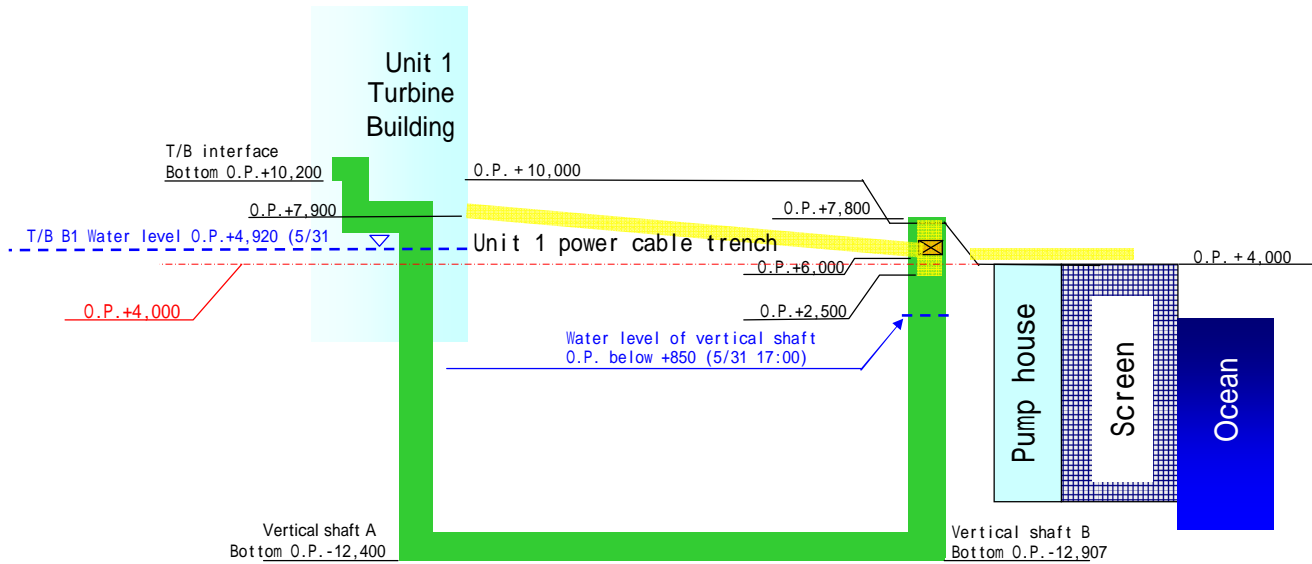 Unit 1
Turbine
Building
T/B interface
Bottom O.P.+10,200
O.P.+10,000
O.P.+7,900
O.P.+7,800
T/B B1 Water level O.P.+4,920 (5/31
Unit 1 power cable trench
O.P.+6,000
O.P.+4,000
O.P.+4,000
O.P.+2,500
Water level of vertical shaft
O.P. below +850 (5/31 17:00)
Pump house
Screen
Ocean
Vertical shaft A
Bottom O.P.-12,400
Vertical shaft B
Bottom O.P.-12,907